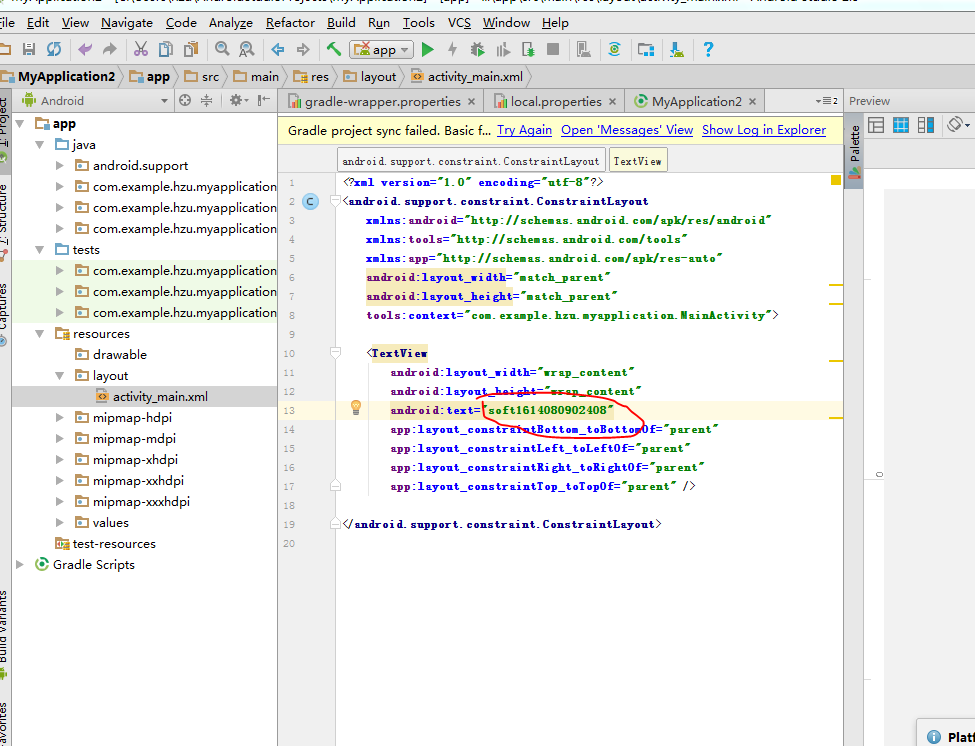 File Edit View Navigate Code Analyze Refactor Build Run Tools VCS Window Help
app
MyApplication2 app src main res layout activity_main.xml
Android
gradle-wrapper.properties local.properties MyApplication2 2 Preview
1: Project
Gradle project sync failed. Basic f... Try Again Open 'Messages' View Show Log in Explorer
Palette
android.support.constraint.ConstraintLayout TextView
app
java
android.support
com.example.hzu.myapplication
com.example.hzu.myapplication
com.example.hzu.myapplication
tests
com.example.hzu.myapplication
com.example.hzu.myapplication
com.example.hzu.myapplication
resources
drawable
layout
activity_main.xml
mipmap-hdpi
mipmap-mdpi
mipmap-xhdpi
mipmap-xxhdpi
mipmap-xxxhdpi
values
test-resources
Gradle Scripts
7: Structure
Captures
Build Variants
1 <?xml version="1.0" encoding="utf-8"?>
2 C <android.support.constraint.ConstraintLayout
3 xmlns:android="http://schemas.android.com/apk/res/android"
4 xmlns:tools="http://schemas.android.com/tools"
5 xmlns:app="http://schemas.android.com/apk/res-auto"
6 android:layout_width="match_parent"
7 android:layout_height="match_parent"
8 tools:context="com.example.hzu.myapplication.MainActivity">
9
10 <TextView
11 android:layout_width="wrap_content"
12 android:layout_height="wrap_content"
13 android:text="soft1614080902408"
14 app:layout_constraintBottom_toBottomOf="parent"
15 app:layout_constraintLeft_toLeftOf="parent"
16 app:layout_constraintRight_toRightOf="parent"
17 app:layout_constraintTop_toTopOf="parent" />
18
19 </android.support.constraint.ConstraintLayout>
20